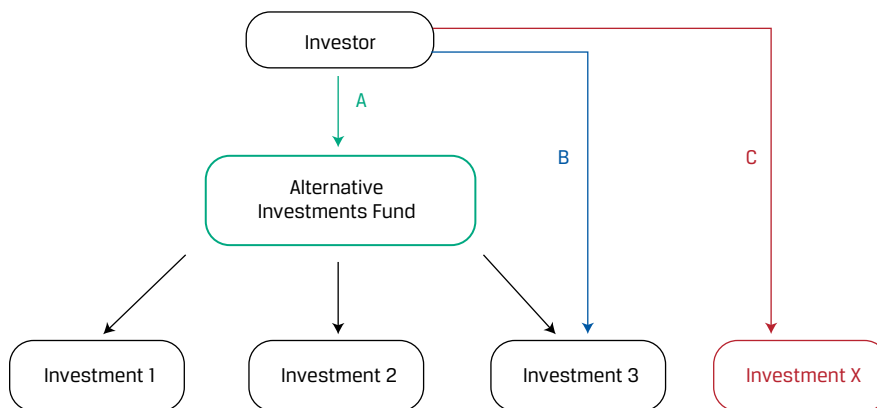 Investor
A
B
C
Alternative
Investments Fund
Investment 1
Investment 2
Investment 3
Investment X